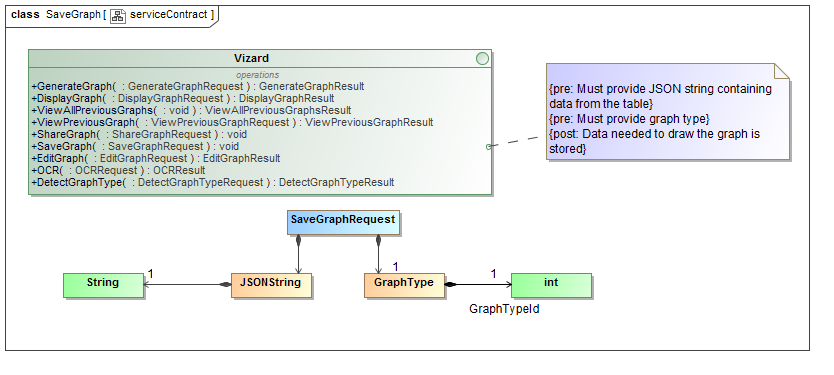 class SaveGraph [ serviceContract ]
Vizard
operations
+GenerateGraph( : GenerateGraphRequest ) : GenerateGraphResult
+DisplayGraph( : DisplayGraphRequest ) : DisplayGraphResult
+ViewAllPreviousGraphs( : void ) : ViewAllPreviousGraphsResult
+ViewPreviousGraph( : ViewPreviousGraphRequest ) : ViewPreviousGraphResult
+ShareGraph( : ShareGraphRequest ) : void
+SaveGraph( : SaveGraphRequest ) : void
+EditGraph( : EditGraphRequest ) : EditGraphResult
+OCR( : OCRRequest ) : OCRResult
+DetectGraphType( : DetectGraphTypeRequest ) : DetectGraphTypeResult
{pre: Must provide JSON string containing
data from the table}
{pre: Must provide graph type}
{post: Data needed to draw the graph is
stored}
SaveGraphRequest
1
1
1
String
JSONString
GraphType
int
GraphTypeId